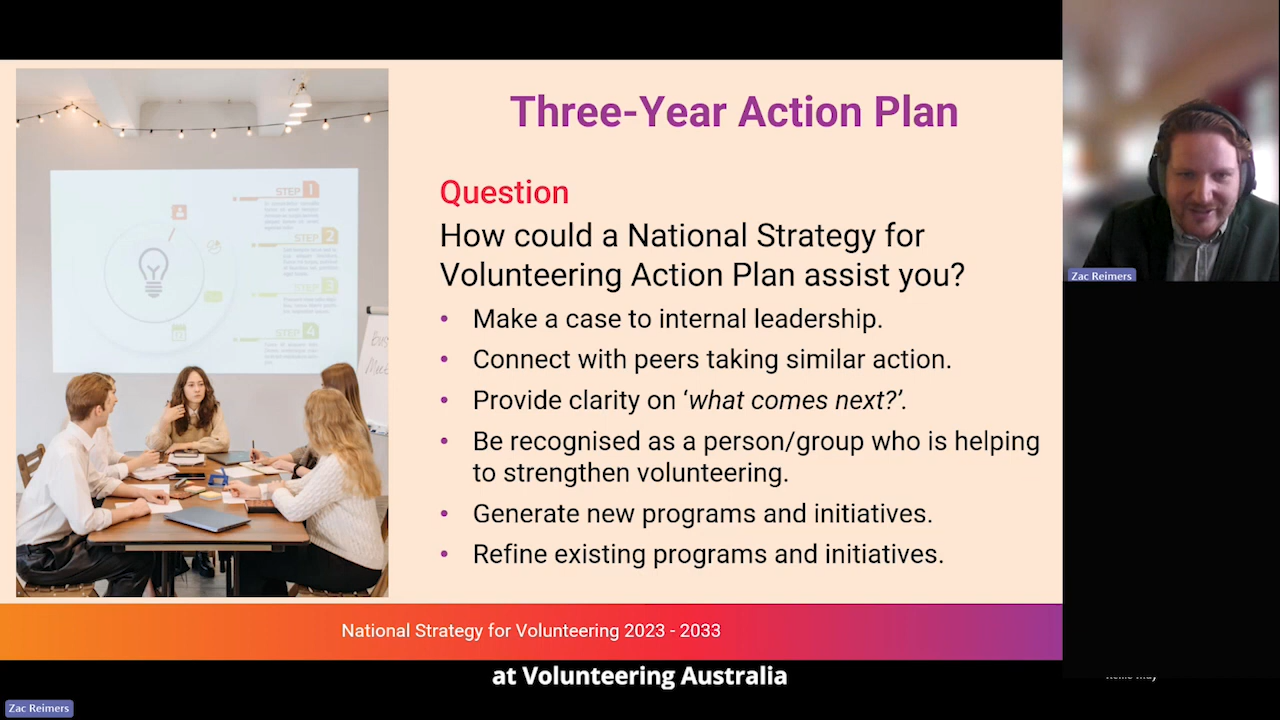 Three-Year Action Plan
Question
How could a National Strategy for
Volunteering Action Plan assist you?
• Make a case to internal leadership.
• Connect with peers taking similar action.
• Provide clarity on ‘what comes next?’.
• Be recognised as a person/group who is helping
to strengthen volunteering.
• Generate new programs and initiatives.
• Refine existing programs and initiatives.
STEP 1
STEP 2
STEP 3
STEP 4
National Strategy for Volunteering 2023 - 2033
at Volunteering Australia
Zac Reimers
Zac Reimers